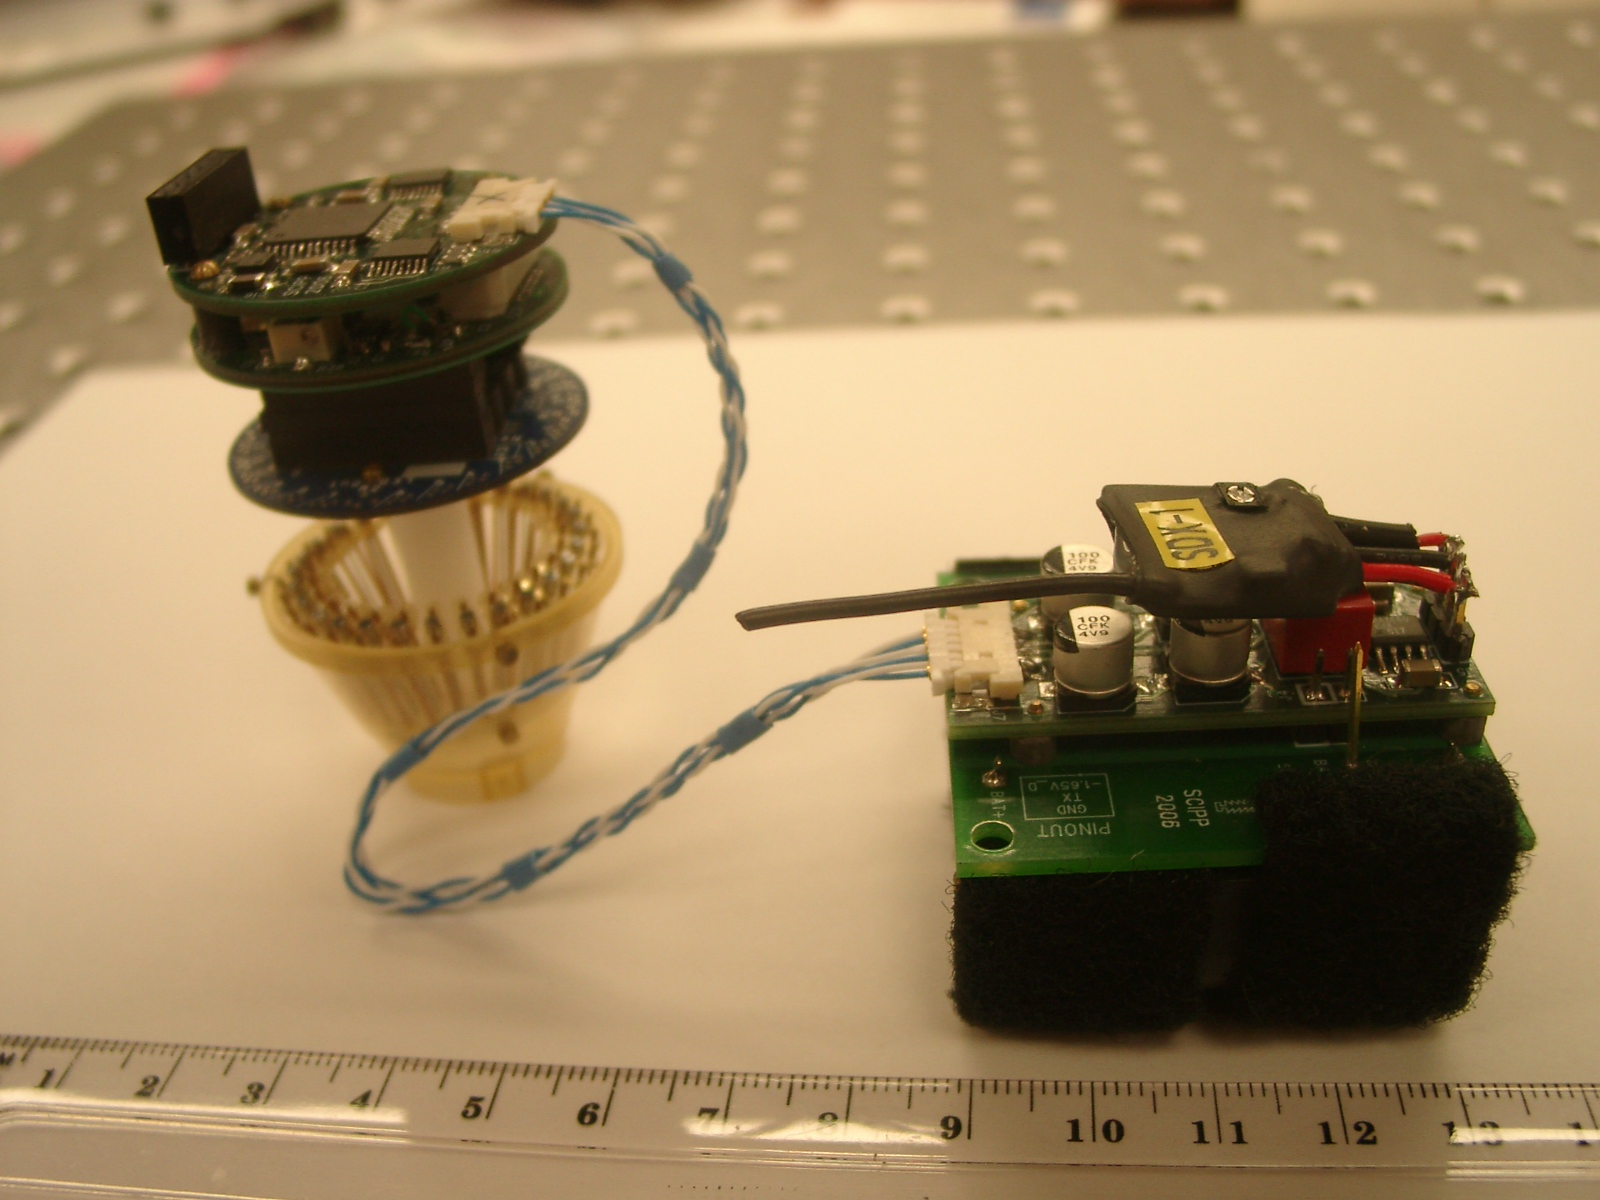 X
SDX-1
100
CFK
4V9
100
CFK
4V9
BAT+
-1.65V_D
TX
GND
PINOUT
SCIPP
2006
1 2 3 4 5 6 7 8 9 10 11 12 13